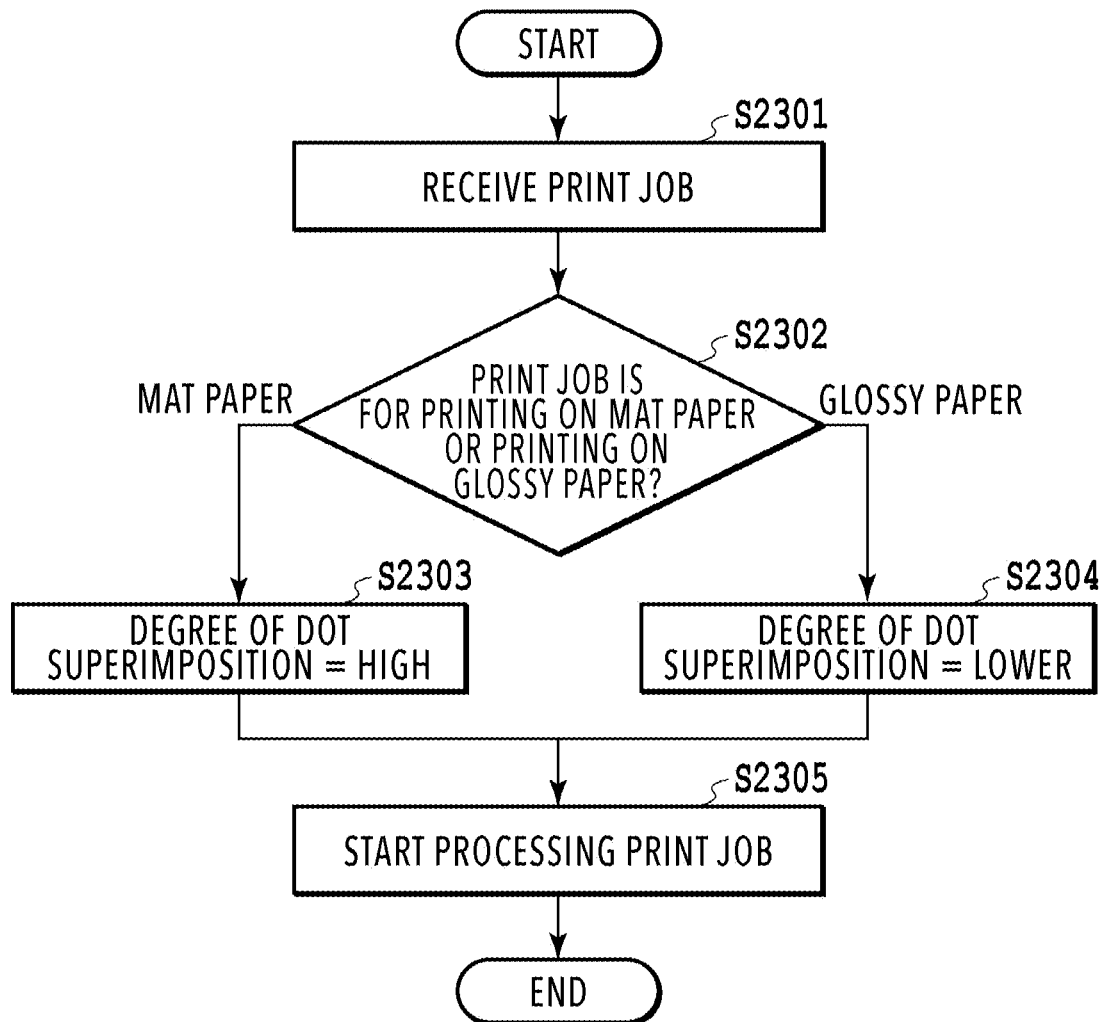 START
S2301
RECEIVE PRINT JOB
S2302
PRINT JOB IS
FOR PRINTING ON MAT PAPER
OR PRINTING ON
GLOSSY PAPER?
MAT PAPER
GLOSSY PAPER
S2303
DEGREE OF DOT
SUPERIMPOSITION = HIGH
S2304
DEGREE OF DOT
SUPERIMPOSITION = LOWER
S2305
START PROCESSING PRINT JOB
END